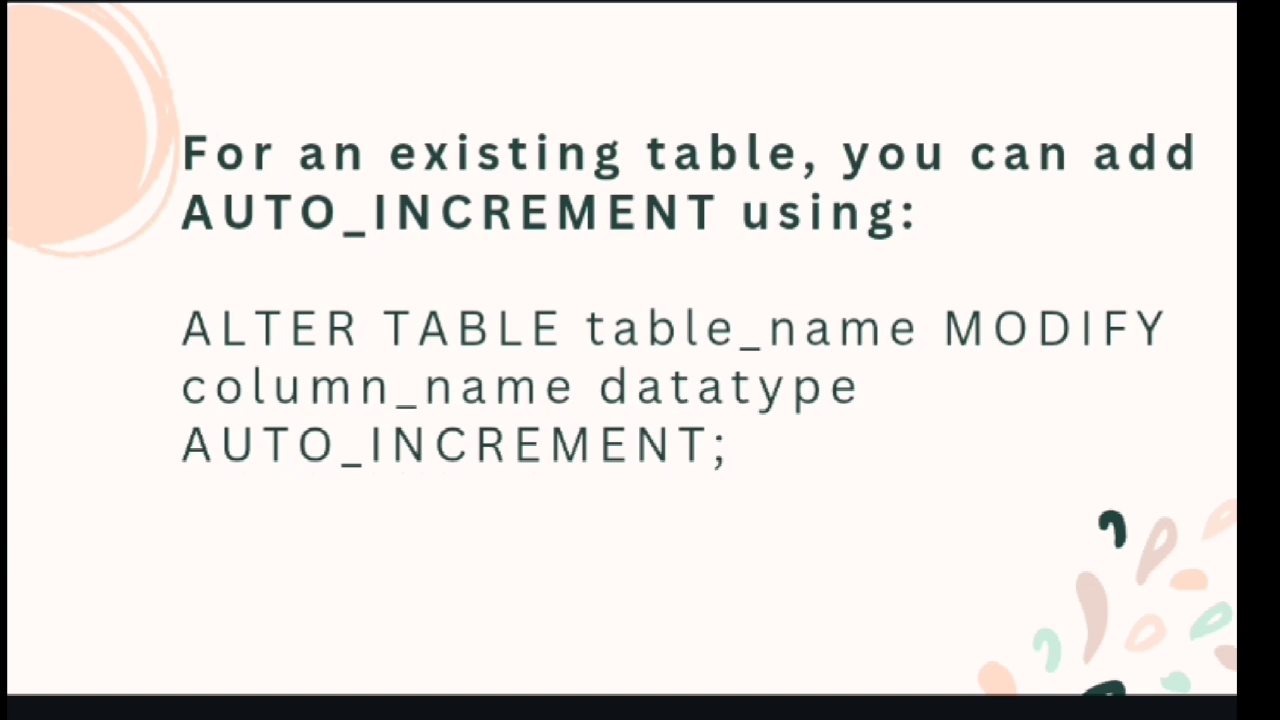 For an existing table, you can add
AUTO_INCREMENT using:
ALTER TABLE table_name MODIFY
column_name datatype
AUTO_INCREMENT;